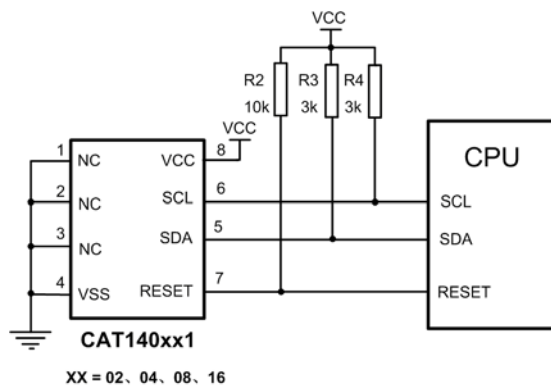 VCC
R2 R3 R4
10k 3k 3k
VCC
1 NC VCC 8
2 NC SCL 6
3 NC SDA 5
4 VSS RESET 7
CPU
SCL
SDA
RESET
CAT140xx1
XX = 02、04、08、16